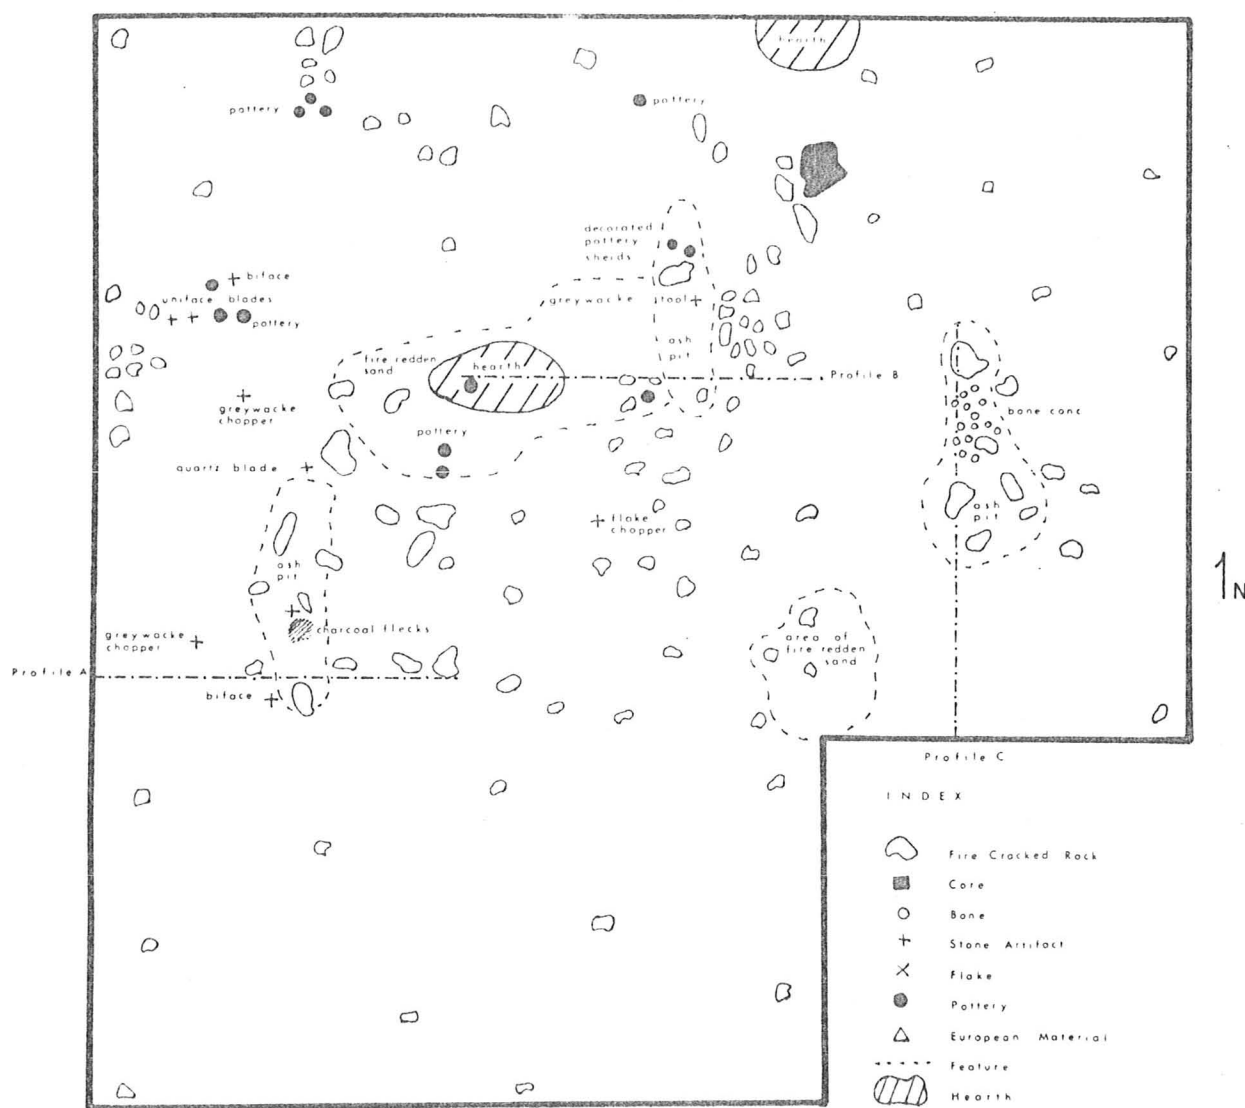 hearth
pottery
pottery
decorated
pottery
sherds
biface
uniface blades
pottery
greywacke tool
ash
pit
fire redden
sand
hearth
Profile B
greywacke
chopper
bone conc
pottery
quartz blade
flake
chopper
ash
pit
ash
pit
charcoal flecks
greywacke
chopper
area of
fire redden
sand
Profile A
biface
N
Profile C
INDEX
Fire Cracked Rock
Core
Bone
Stone Artifact
Flake
Pottery
European Material
Feature
Hearth